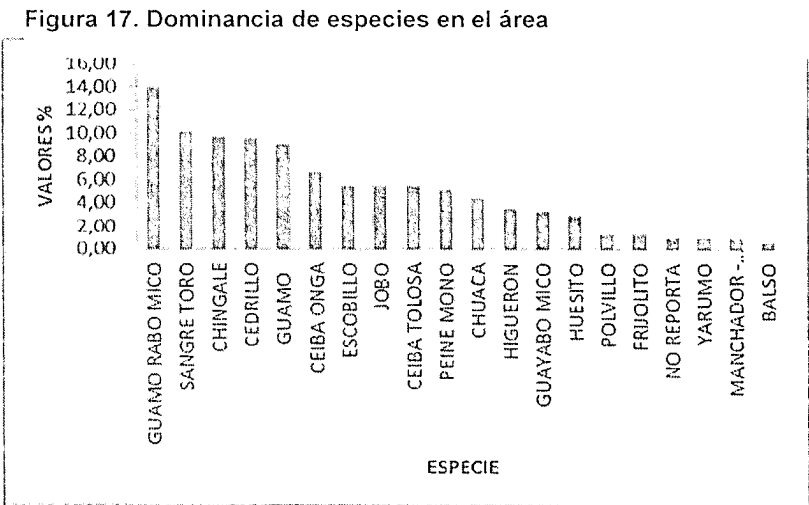 Figura 17. Dominancia de especies en el área
16,00
14,00
12,00
10,00
8,00
6,00
4,00
2,00
0,00
VALORES %
GUAMO RABO MICO
SANGRE TORO
CHINGALE
CEDRILLO
GUAMO
CEIBA ONGA
ESCOBILLO
JOBO
CEIBA TOLOSA
PEINE MONO
CHUACA
HIGUERON
GUAYABO MICO
HUESITO
POLVILLO
FRIJOLITO
NO REPORTA
YARUMO
MANCHADOR -...
BALSO
ESPECIE